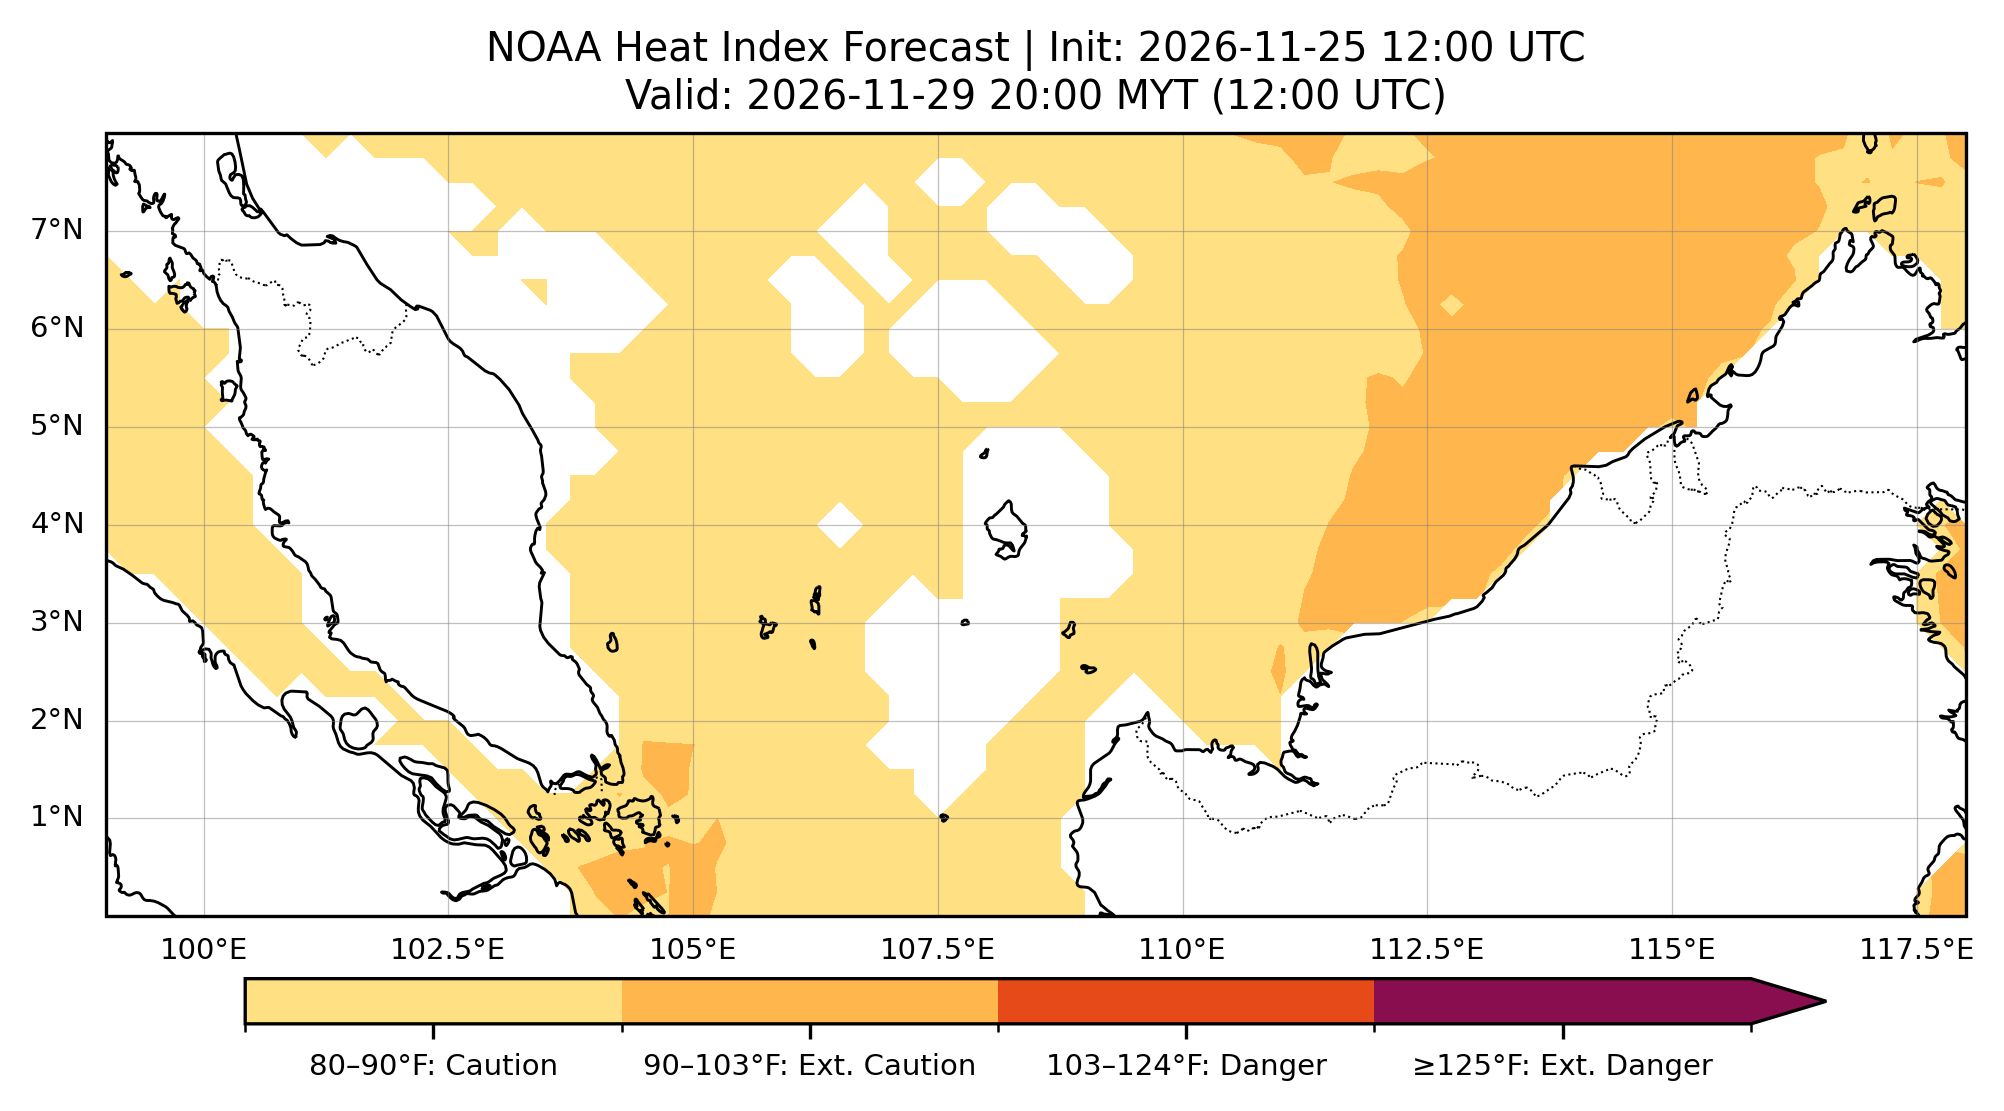 NOAA Heat Index Forecast | Init: 2026-11-25 12:00 UTC
Valid: 2026-11-29 20:00 MYT (12:00 UTC)
7°N
6°N
5°N
4°N
3°N
2°N
1°N
100°E 102.5°E 105°E 107.5°E 110°E 112.5°E 115°E 117.5°E
80–90°F: Caution 90–103°F: Ext. Caution 103–124°F: Danger ≥125°F: Ext. Danger